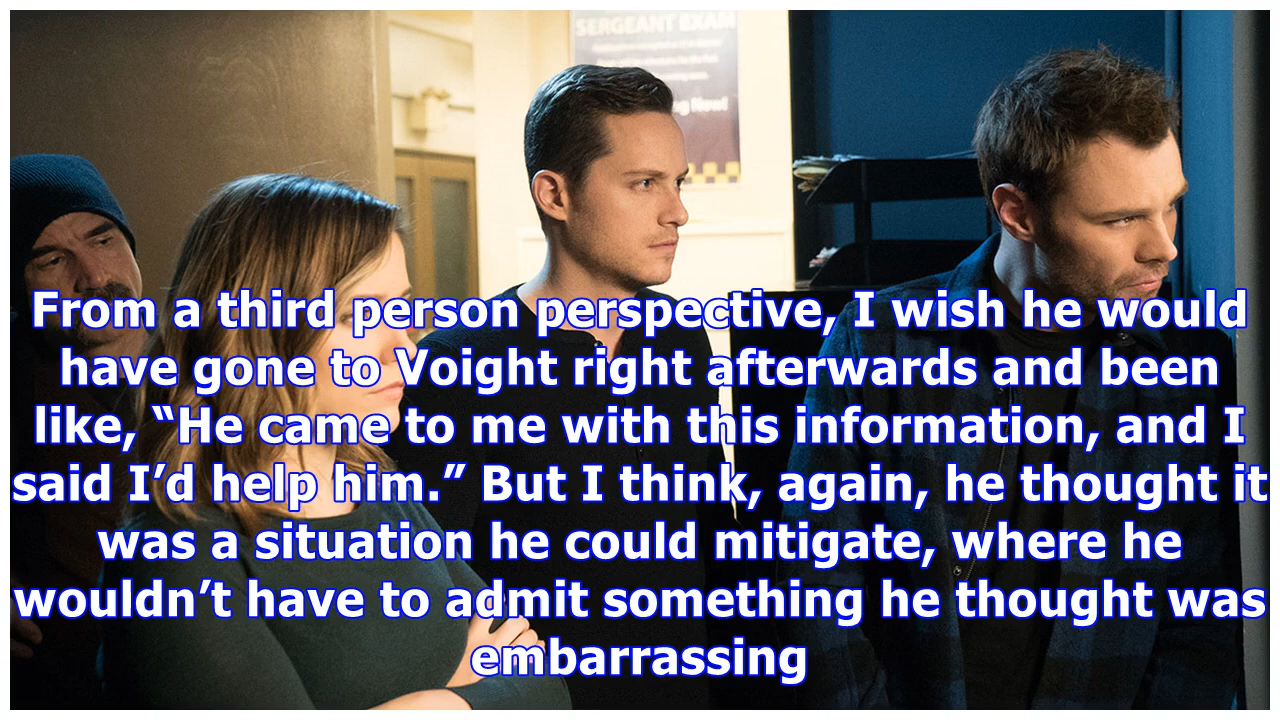 SERGEANT EXAM
From a third person perspective, I wish he would
have gone to Voight right afterwards and been
like, “He came to me with this information, and I
said I’d help him.” But I think, again, he thought it
was a situation he could mitigate, where he
wouldn’t have to admit something he thought was
embarrassing